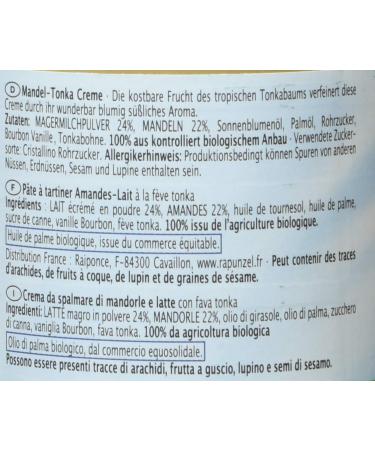 D Mandel-Tonka Creme · Die kostbare Frucht des tropischen Tonkabaums verfeinert diese
Creme durch ihr wunderbar blumig süßliches Aroma.
Zutaten: MAGERMILCHPULVER 24%, MANDELN 22%, Sonnenblumenöl, Palmöl, Rohrzucker,
Bourbon Vanille, Tonkabohne. 100% aus kontrolliert biologischem Anbau · Verwendete Zucker-
sorte: Cristallino Rohrzucker. Allergikerhinweis: Produktionsbedingt können Spuren von anderen
Nüssen, Erdnüssen, Sesam und Lupine enthalten sein.
F Pâte à tartiner Amandes-Lait à la fève tonka
Ingrédients : LAIT écrémé en poudre 24%, AMANDES 22%, huile de tournesol, huile de palme,
sucre de canne, vanille Bourbon, fève tonka. 100% issu de l'agriculture biologique.
Huile de palme biologique, issue du commerce équitable.
Distribution France : Raiponce, F-84300 Cavaillon, www.rapunzel.fr · Peut contenir des traces
d'arachides, de fruits à coque, de lupin et de graines de sésame.
I Crema da spalmare di mandorle e latte con fava tonka
Ingredienti: LATTE magro in polvere 24%, MANDORLE 22%, olio di girasole, olio di palma, zucchero
di canna, vaniglia Bourbon, fava tonka. 100% da agricoltura biologica
Olio di palma biologico, dal commercio equosolidale.
Possono essere presenti tracce di arachidi, frutta a guscio, lupino e semi di sesamo.